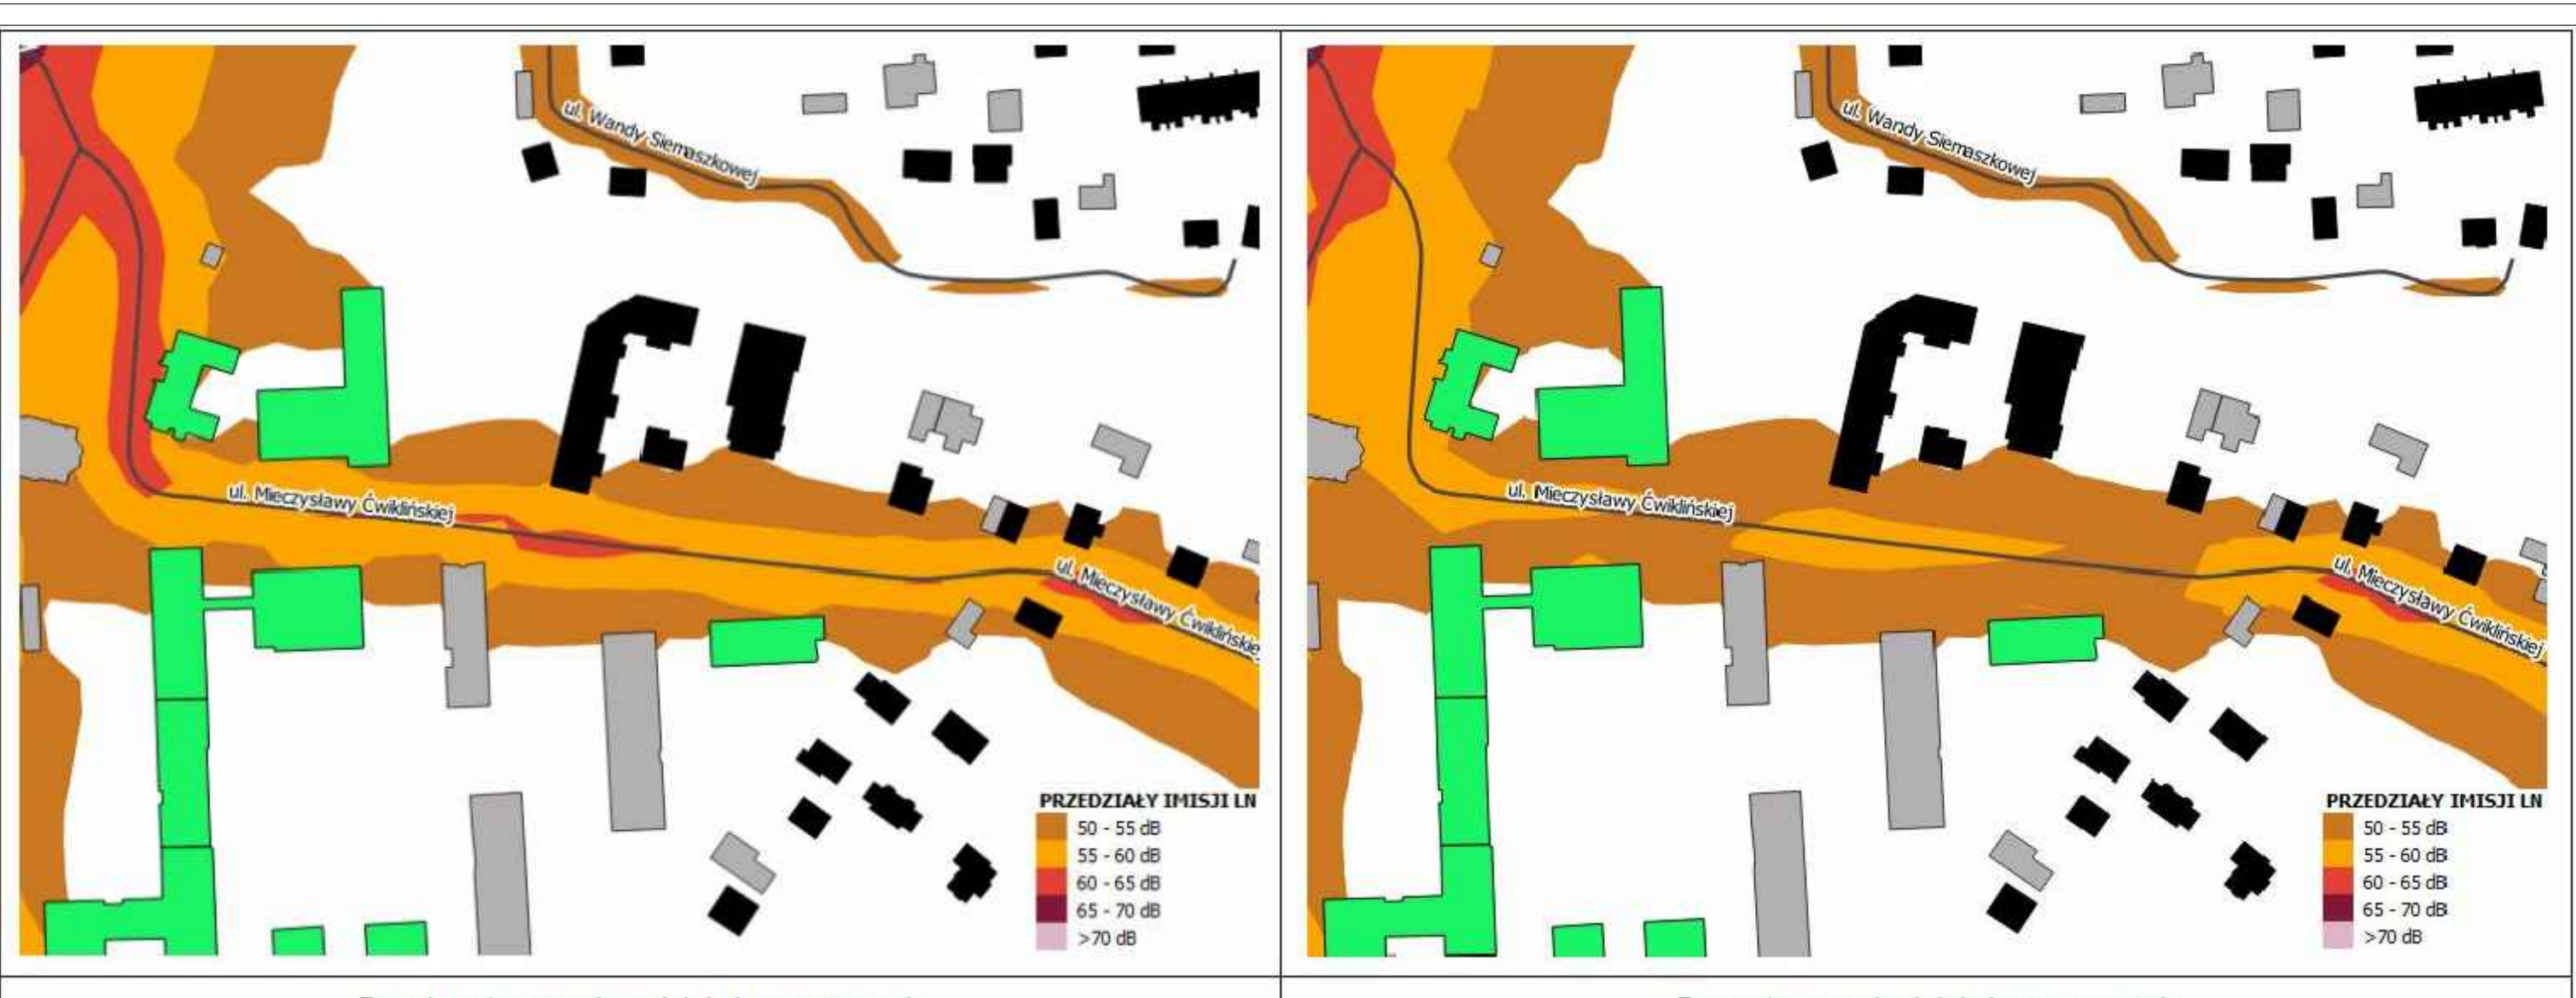 ul. Wandy Siemaszkowej
ul. Mieczysławy Ćwiklińskiej
ul. Mieczysławy Ćwiklińskie
PRZEDZIAŁY IMISJI LN
50 - 55 dB
55 - 60 dB
60 - 65 dB
65 - 70 dB
>70 dB
ul. Wandy Siemaszkowej
ul. Mieczysławy Ćwiklińskiej
ul. Mieczysławy Ćwiklińskiej
PRZEDZIAŁY IMISJI LN
50 - 55 dB
55 - 60 dB
60 - 65 dB
65 - 70 dB
>70 dB